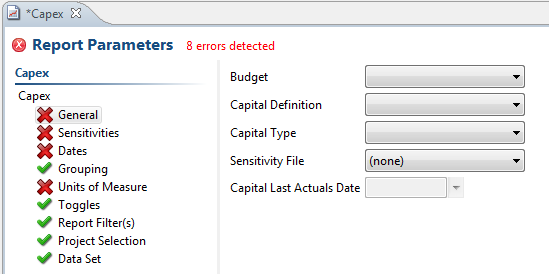 *Capex
Report Parameters 8 errors detected
Capex
Capex
General
Sensitivities
Dates
Grouping
Units of Measure
Toggles
Report Filter(s)
Project Selection
Data Set
Budget
Capital Definition
Capital Type
Sensitivity File (none)
Capital Last Actuals Date